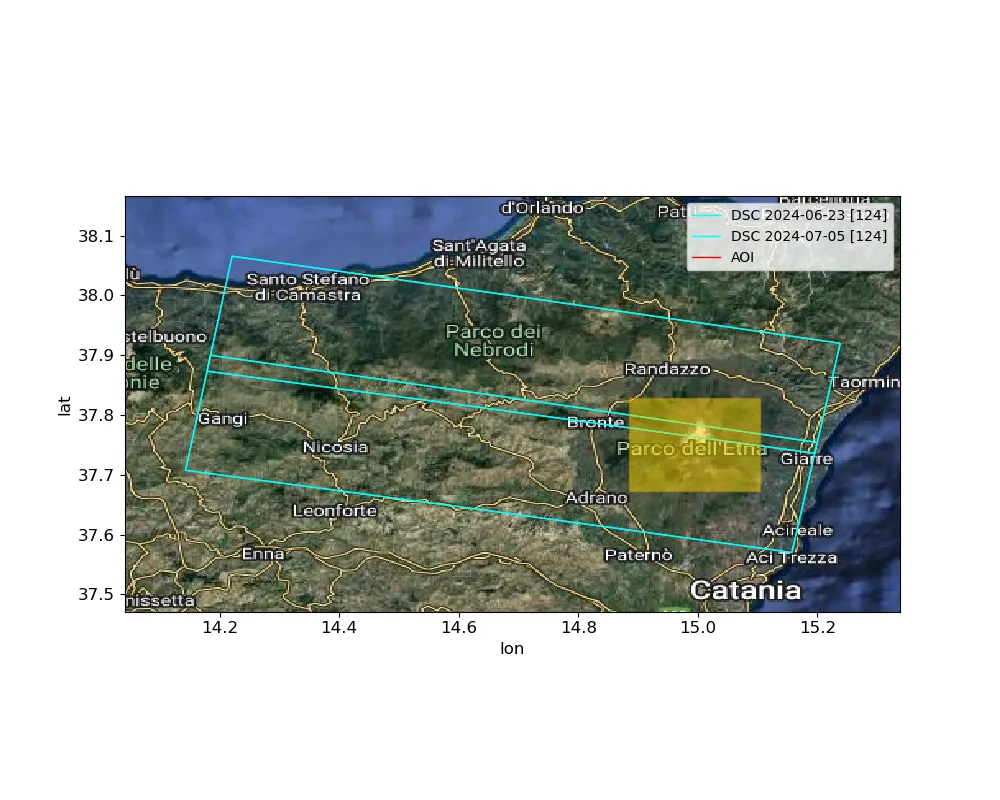 d'Orlando
DSC 2024-06-23 [124]
DSC 2024-07-05 [124]
AOI
38.1
Sant'Agata
di Militello
Santo Stefano
di Camastra
38.0
stelbuono
Parco dei
Nebrodi
37.9
delle
onie
Randazzo
Taormin
37.8
Gangi
Bronte
Nicosia
Parco dell'Etna
Giarre
37.7
Adrano
Leonforte
37.6
Acireale
Enna
Paternò
Aci Trezza
37.5
nissetta
Catania
14.2
14.4
14.6
14.8
15.0
15.2
lon
lat